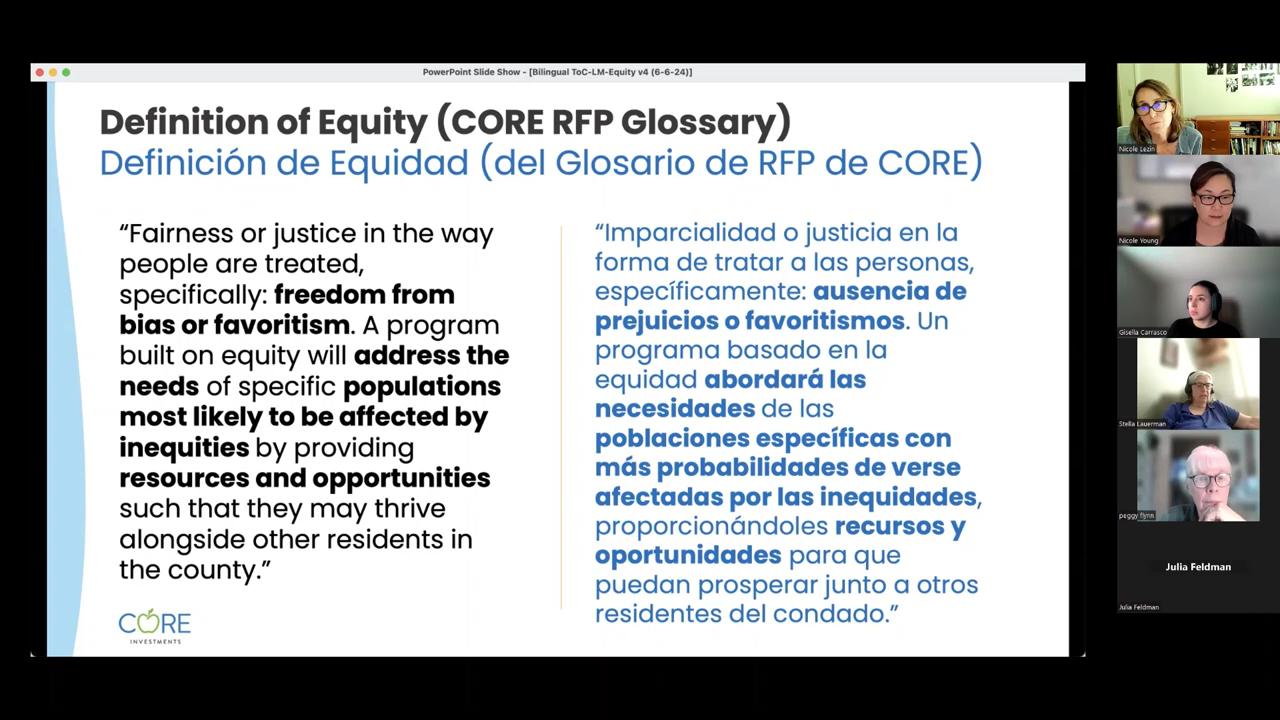 PowerPoint Slide Show - [Bilingual ToC-LM-Equity v4 (6-6-24)]
Definition of Equity (CORE RFP Glossary)
Definición de Equidad (del Glosario de RFP de CORE)
“Fairness or justice in the way
people are treated,
specifically: freedom from
bias or favoritism. A program
built on equity will address the
needs of specific populations
most likely to be affected by
inequities by providing
resources and opportunities
such that they may thrive
alongside other residents in
the county.”
“Imparcialidad o justicia en la
forma de tratar a las personas,
específicamente: ausencia de
prejuicios o favoritismos. Un
programa basado en la
equidad abordará las
necesidades de las
poblaciones específicas con
más probabilidades de verse
afectadas por las inequidades,
proporcionándoles recursos y
oportunidades para que
puedan prosperar junto a otros
residentes del condado.”
CORE
INVESTMENTS
Nicole Lezin
Nicole Young
Gisella Carrasco
Stella Lauerman
peggy flynn
Julia Feldman
Julia Feldman